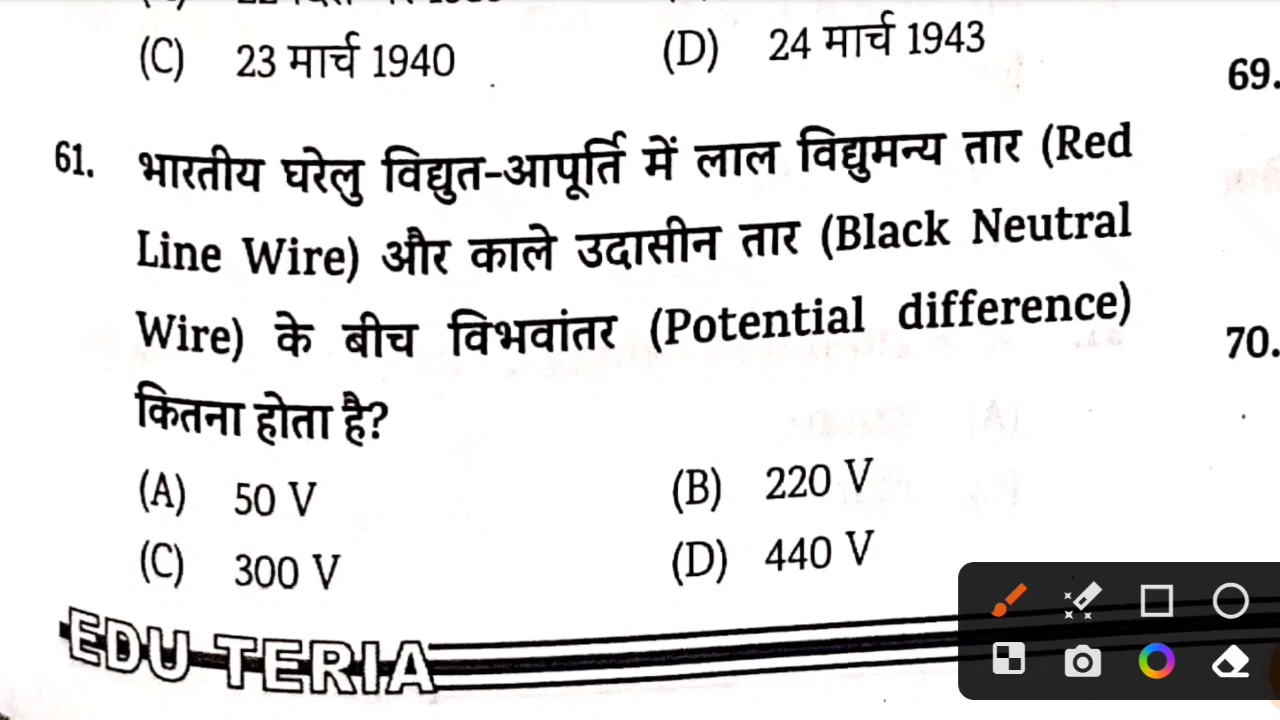 (C) 23 मार्च 1940 (D) 24 मार्च 1943
69.
61. भारतीय घरेलु विद्युत-आपूर्ति में लाल विद्युमन्य तार (Red
Line Wire) और काले उदासीन तार (Black Neutral
Wire) के बीच विभवांतर (Potential difference)
70.
कितना होता है?
(A) 50 V (B) 220 V
(C) 300 V (D) 440 V
EDU TERIA